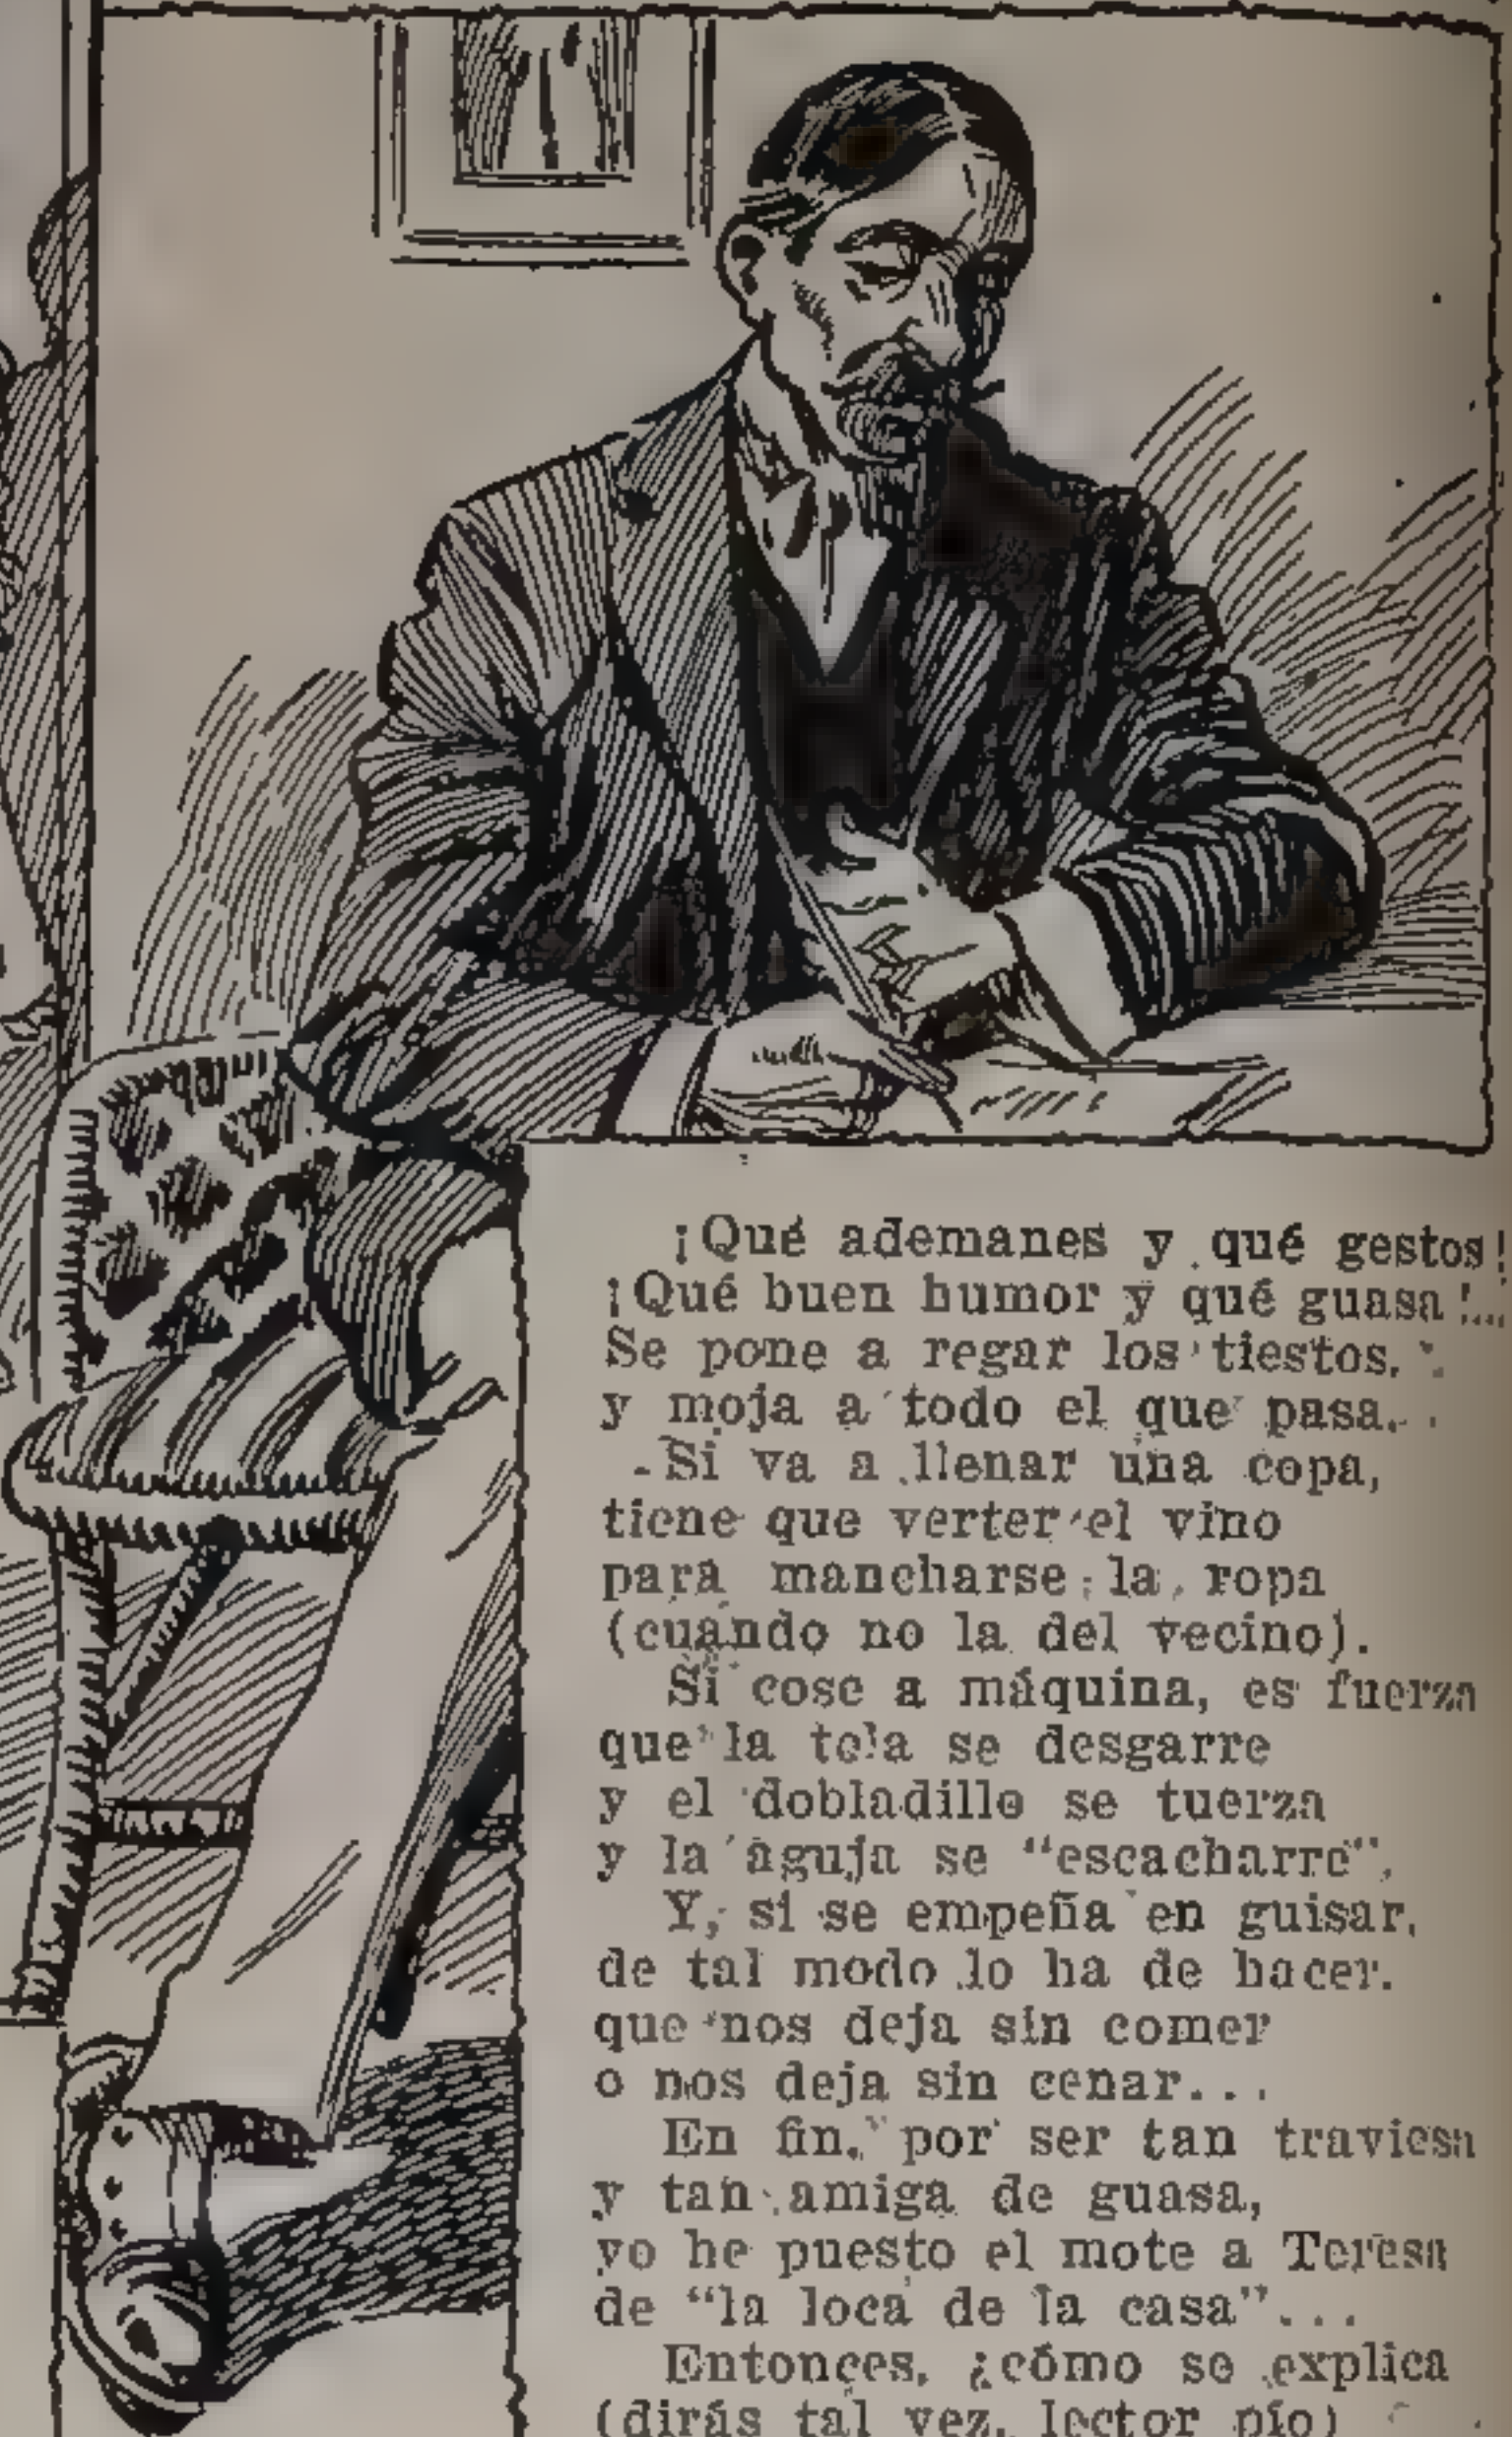 ¡Qué ademanes y qué gestos!
¡Qué buen humor y qué guasa!...
Se pone a regar los tiestos.
y moja a todo el que pasa.
Si va a llenar una copa,
tiene que verter el vino
para mancharse la ropa
(cuando no la del vecino).
Si cose a máquina, es fuerza
que la tela se desgarre
y el dobladillo se tuerza
y la aguja se “escacharre”.
Y, si se empeña en guisar,
de tal modo lo ha de hacer.
que nos deja sin comer
o nos deja sin cenar...
En fin, por ser tan traviesa
y tan amiga de guasa,
yo he puesto el mote a Teresa
de “la loca de la casa”...
Entonces, ¿cómo se explica
(dirás tal vez, lector pío)